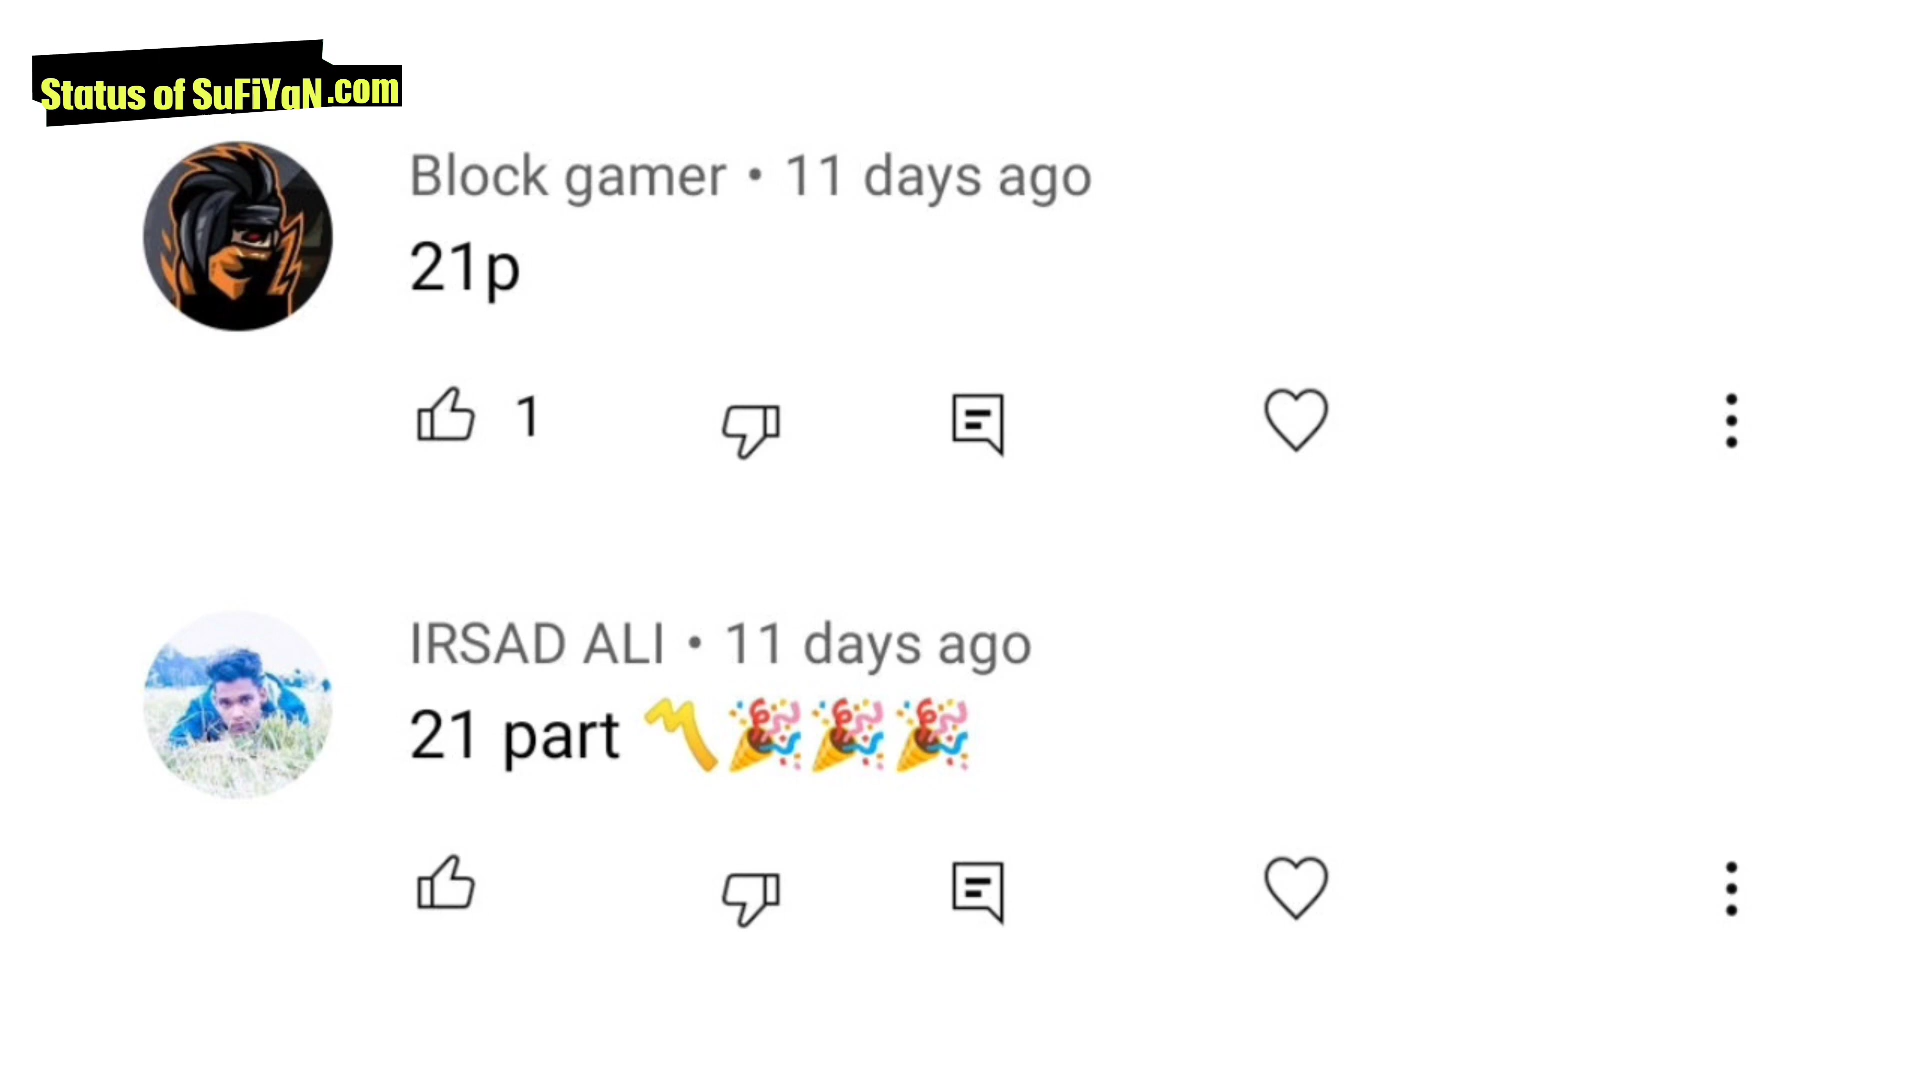 Status of SuFiYaN.com
Block gamer • 11 days ago
21p
1
IRSAD ALI • 11 days ago
21 part 〽️🎉🎉🎉